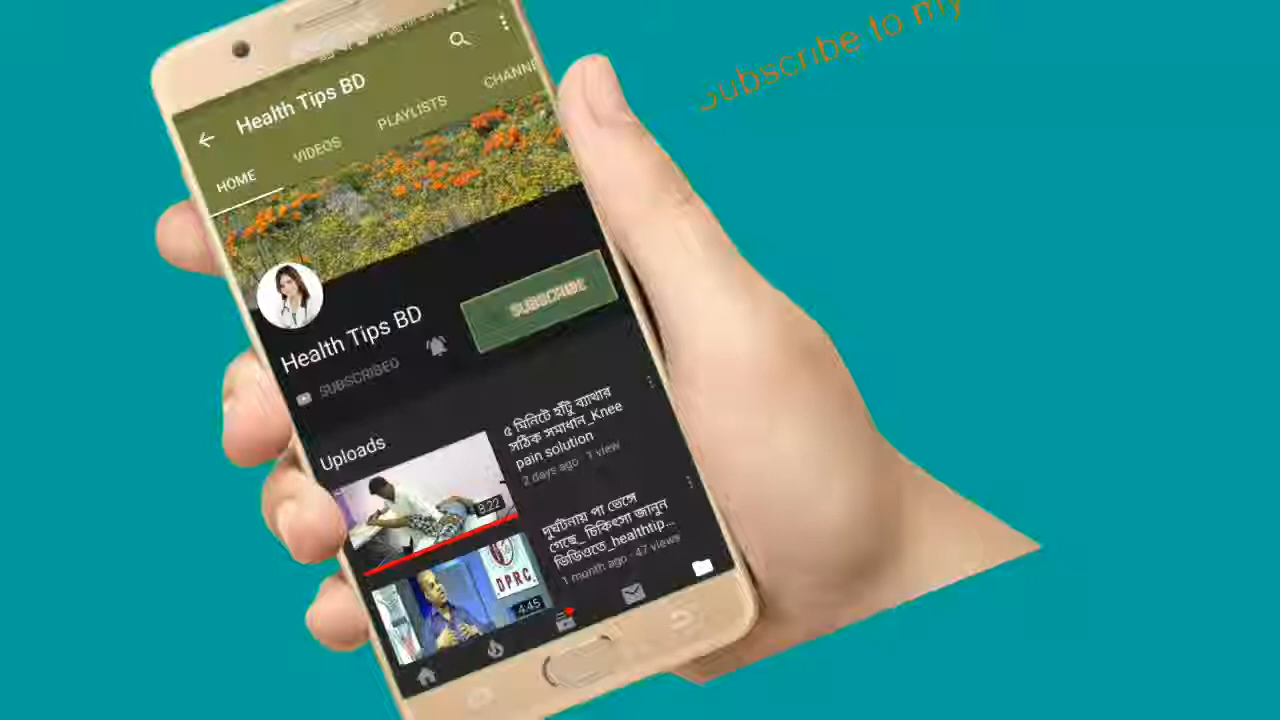 Subscribe to my
Health Tips BD
HOME VIDEOS PLAYLISTS CHANNE
Health Tips BD
SUBSCRIBE
SUBSCRIBED
Uploads
৫ মিনিটে হাঁটু ব্যাথার
সঠিক সমাধান_Knee
pain solution
2 days ago · 1 view
8:22
দুর্ঘটনায় পা ভেঙ্গে
গেছে_ চিকিৎসা জানুন
ভিডিওতে_healthtip...
1 month ago · 47 views
DPRC
4:45